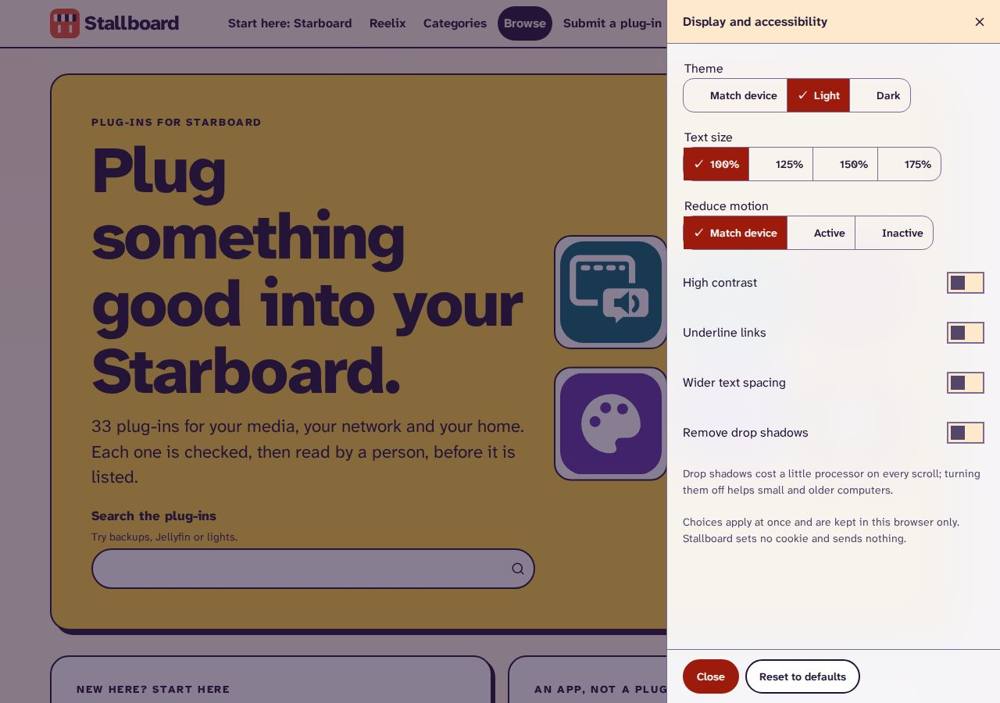 Stallboard
Start here: Starboard
Reelix
Categories
Browse
Submit a plug-in
PLUG-INS FOR STARBOARD
Plug
something
good into your
Starboard.
33 plug-ins for your media, your network and your home.
Each one is checked, then read by a person, before it is
listed.
Search the plug-ins
Try backups, Jellyfin or lights.
NEW HERE? START HERE
AN APP, NOT A PLUG
Display and accessibility
Theme
✓ Match device
Light
Dark
Text size
✓ 100%
125%
150%
175%
Reduce motion
✓ Match device
Active
Inactive
High contrast
Underline links
Wider text spacing
Remove drop shadows
Drop shadows cost a little processor on every scroll; turning
them off helps small and older computers.
Choices apply at once and are kept in this browser only.
Stallboard sets no cookie and sends nothing.
Close
Reset to defaults